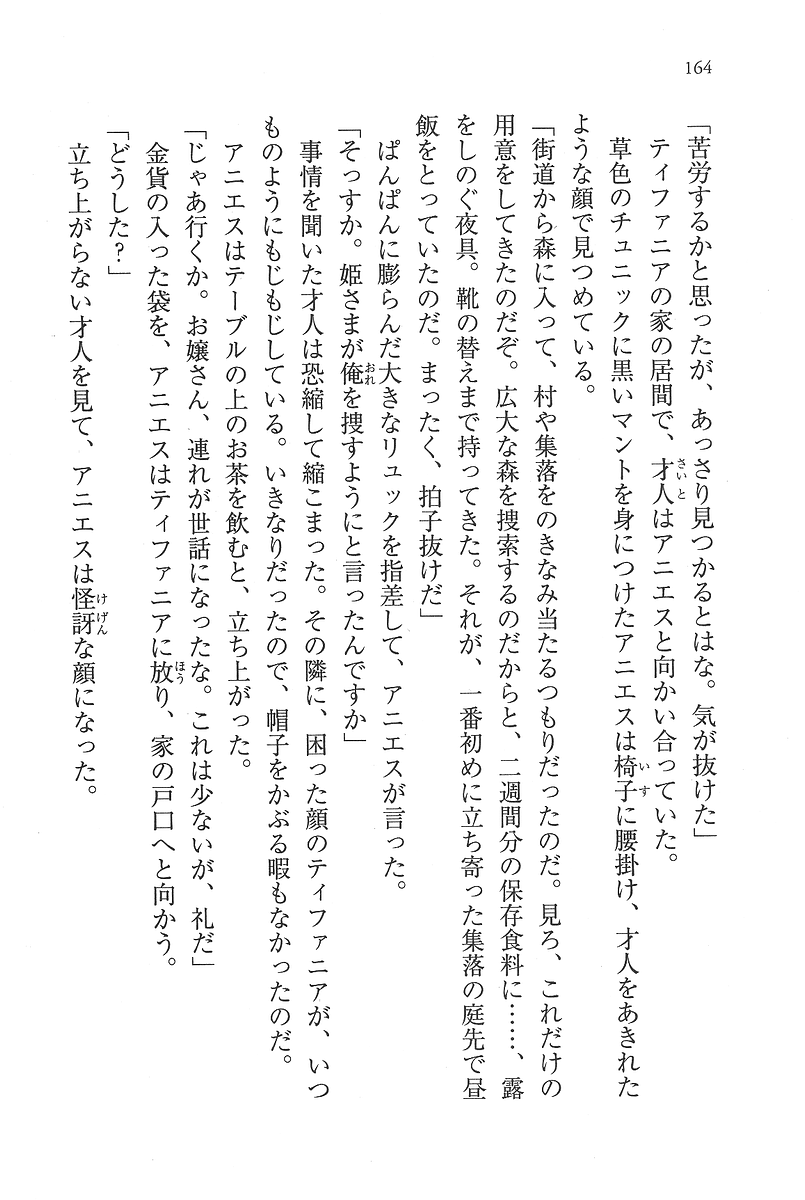 164
「苦労するかと思ったが、あっさり見つかるとはな。気が抜けた」
ティファニアの家の居間で、才人はアニエスと向かい合っていた。
草色のチュニックに黒いマントを身につけたアニエスは椅子に腰掛け、才人をあきれた
ような顔で見つめている。
「街道から森に入って、村や集落をのきなみ当たるつもりだったのだ。見ろ、これだけの
用意をしてきたのだぞ。広大な森を捜索するのだからと、二週間分の保存食料に……、露
をしのぐ夜具。靴の替えまで持ってきた。それが、一番初めに立ち寄った集落の庭先で昼
飯をとっていたのだ。まったく、拍子抜けだ」
ぱんぱんに膨らんだ大きなリュックを指差して、アニエスが言った。
「そっすか。姫さまが俺を捜すようにと言ったんですか」
事情を聞いた才人は恐縮して縮こまった。その隣に、困った顔のティファニアが、いつ
ものようにもじもじしている。いきなりだったので、帽子をかぶる暇もなかったのだ。
アニエスはテーブルの上のお茶を飲むと、立ち上がった。
「じゃあ行くか。お嬢さん、連れが世話になったな。これは少ないが、礼だ」
金貨の入った袋を、アニエスはティファニアに放り、家の戸口へと向かう。
「どうした？」
立ち上がらない才人を見て、アニエスは怪訝な顔になった。